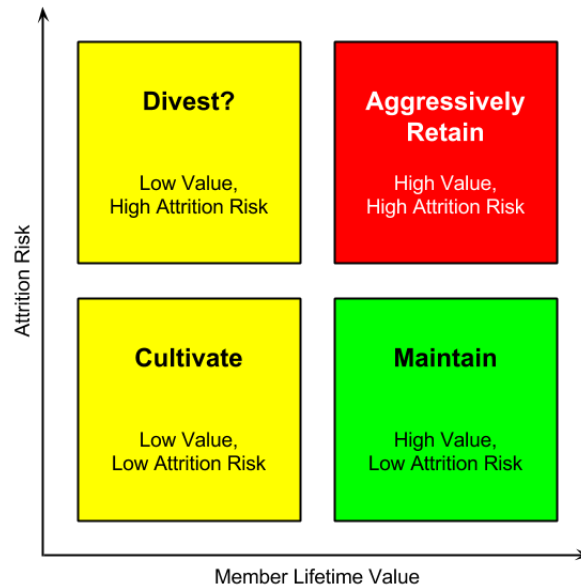 Attrition Risk
Divest?
Low Value,
High Attrition Risk
Aggressively
Retain
High Value,
High Attrition Risk
Cultivate
Low Value,
Low Attrition Risk
Maintain
High Value,
Low Attrition Risk
Member Lifetime Value